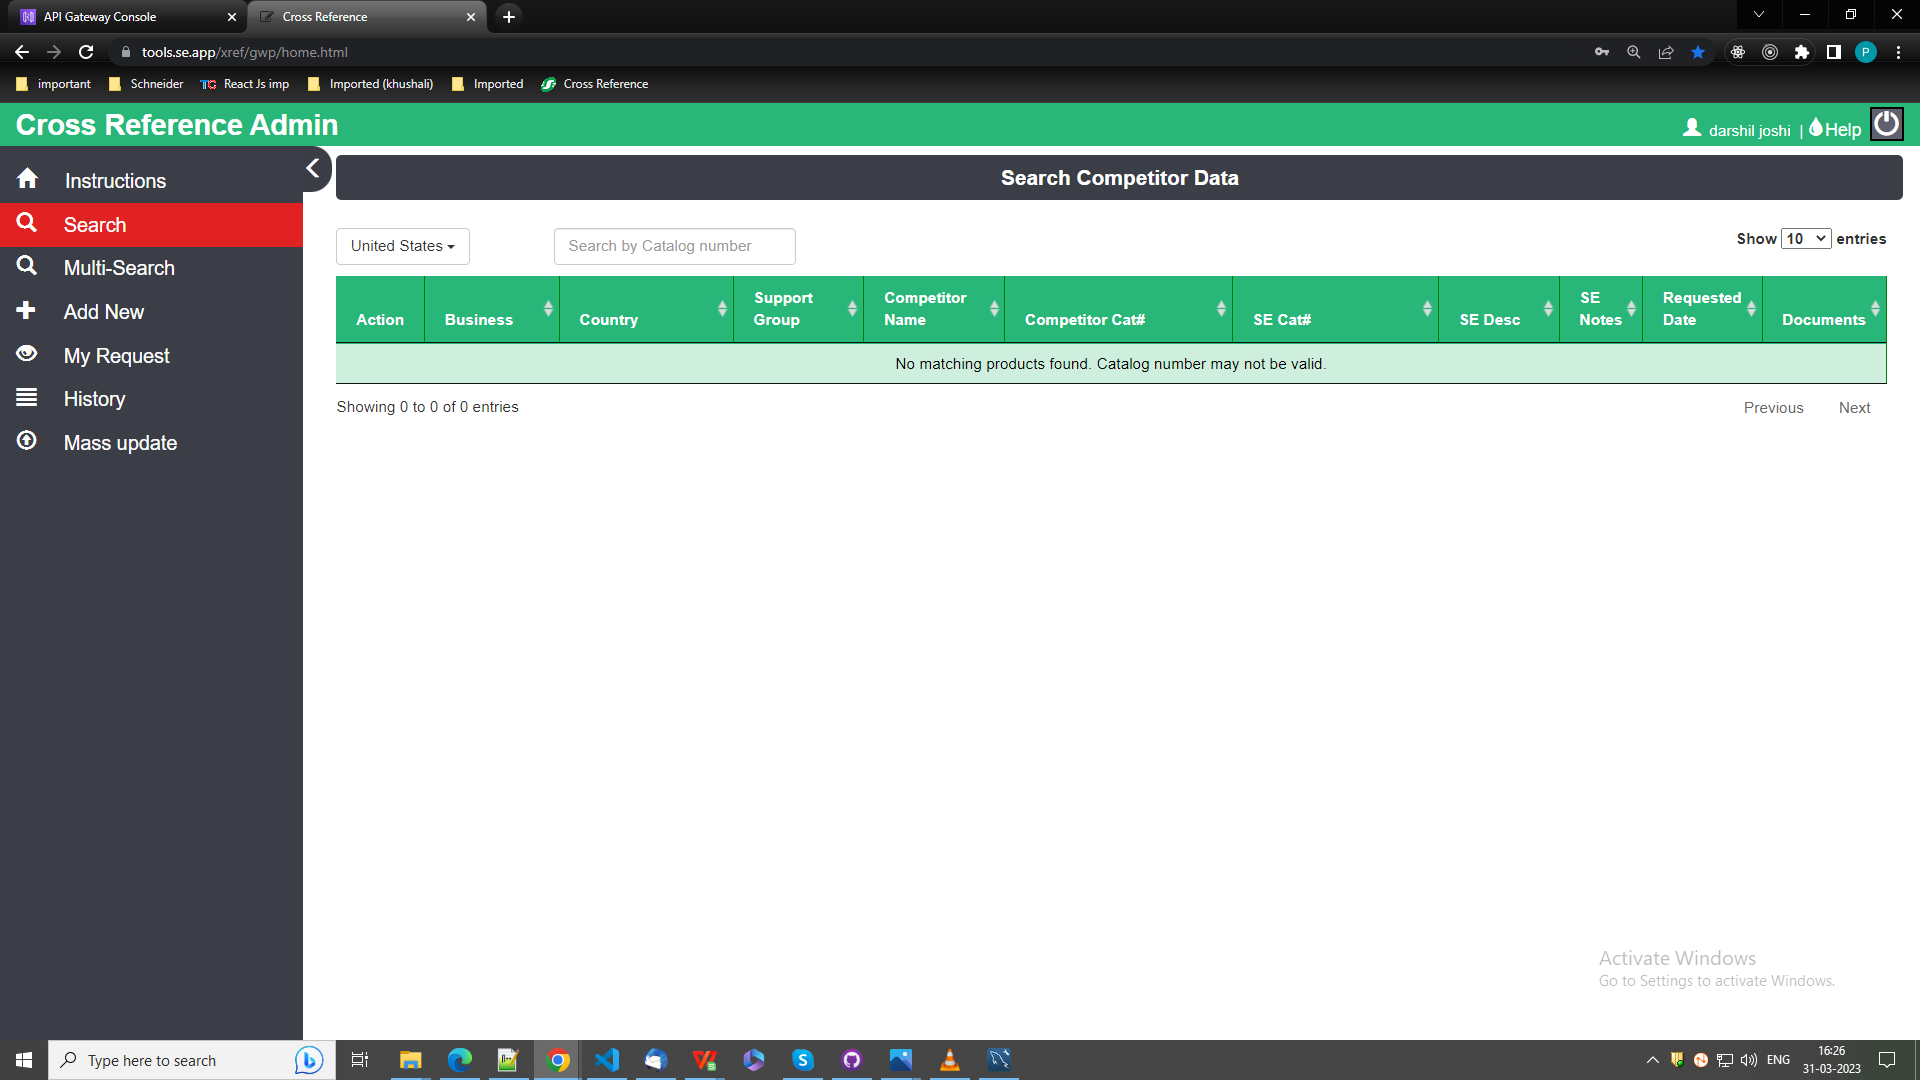 API Gateway Console
Cross Reference
tools.se.app/xref/gwp/home.html
P
important
Schneider
TC React Js imp
Imported (khushali)
Imported
Cross Reference
Cross Reference Admin
darshil joshi | Help
Instructions
Search
Multi-Search
Add New
My Request
History
Mass update
Search Competitor Data
United States
Search by Catalog number
Show 10 entries
Action
Business
Country
Support Group
Competitor Name
Competitor Cat#
SE Cat#
SE Desc
SE Notes
Requested Date
Documents
No matching products found. Catalog number may not be valid.
Showing 0 to 0 of 0 entries
Previous
Next
Activate Windows
Go to Settings to activate Windows.
Type here to search
ENG
16:26
31-03-2023